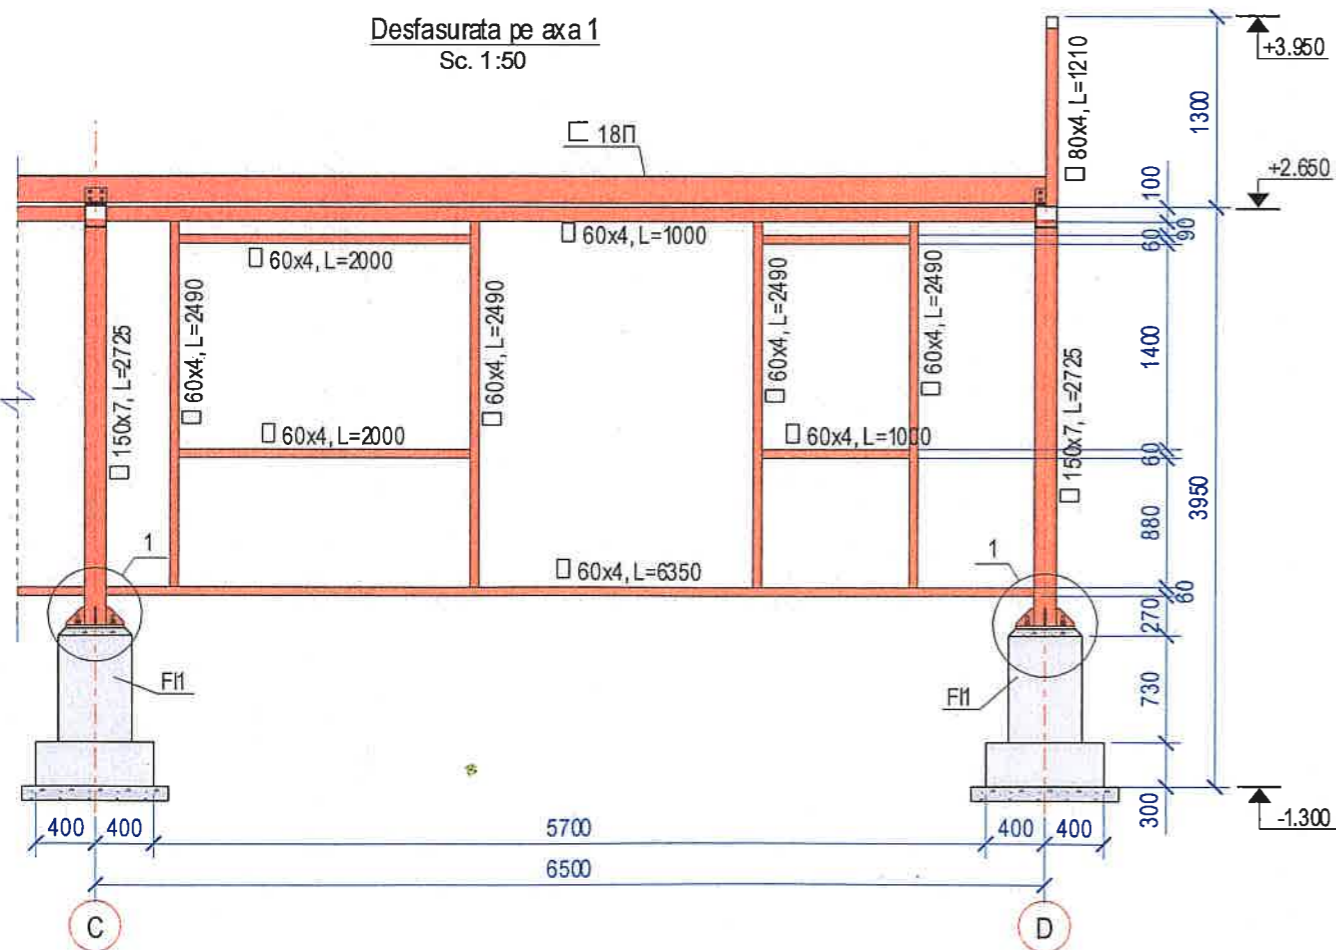 Desfasurata pe axa 1
Sc. 1:50
18П
80x4, L=1210
1300
+3.950
100
+2.650
60x4, L=2000
60x4, L=1000
60
90
150x7, L=2725
60x4, L=2490
60x4, L=2490
60x4, L=2490
60x4, L=2490
1400
60x4, L=2000
60x4, L=1000
150x7, L=2725
60
3950
880
1
60x4, L=6350
1
60
270
Fl1
Fl1
730
300
-1.300
400
400
5700
400
400
6500
C
D